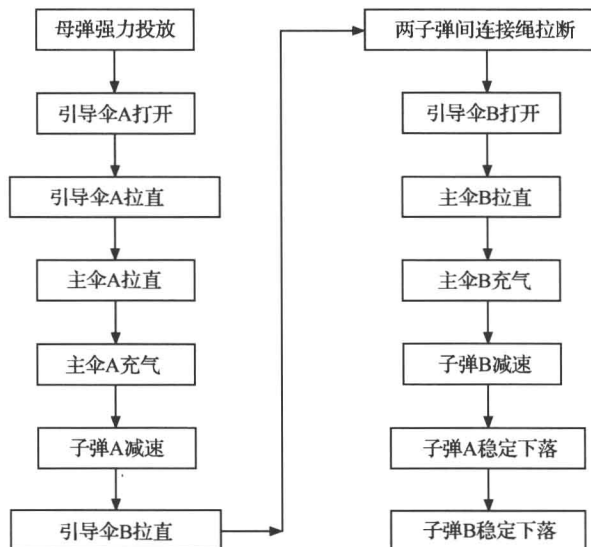 母弹强力投放
引导伞A打开
引导伞A拉直
主伞A拉直
主伞A充气
子弹A减速
引导伞B拉直
两子弹间连接绳拉断
引导伞B打开
主伞B拉直
主伞B充气
子弹B减速
子弹A稳定下落
子弹B稳定下落